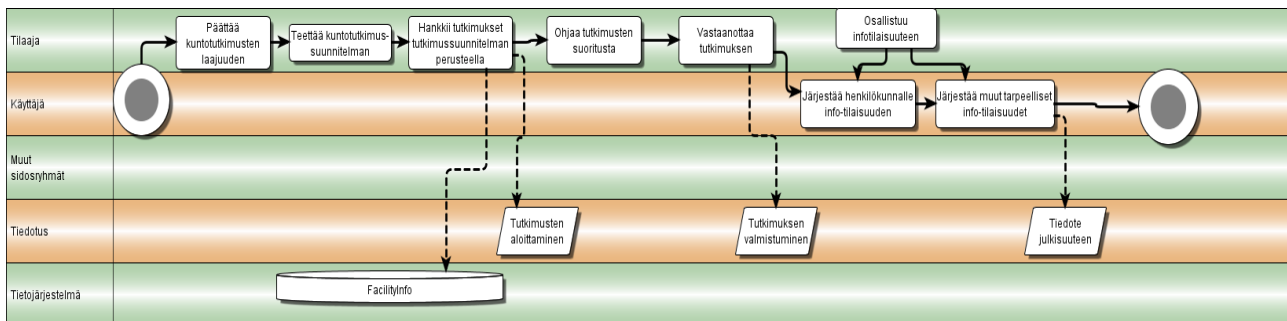 Tilaaja
Päättää
kuntotutkimusten
laajuuden
Teettää kuntotutkimus-
suunnitelman
Hankkii tutkimukset
tutkimussuunnitelman
perusteella
Ohjaa tutkimusten
suoritusta
Vastaanottaa
tutkimuksen
Osallistuu
infotilaisuuteen
Käyttäjä
Järjestää henkilökunnalle
info-tilaisuuden
Järjestää muut tarpeelliset
info-tilaisuudet
Muut
sidosryhmät
Tiedotus
Tutkimusten
aloittaminen
Tutkimuksen
valmistuminen
Tiedote
julkisuuteen
Tietojärjestelmä
FacilityInfo